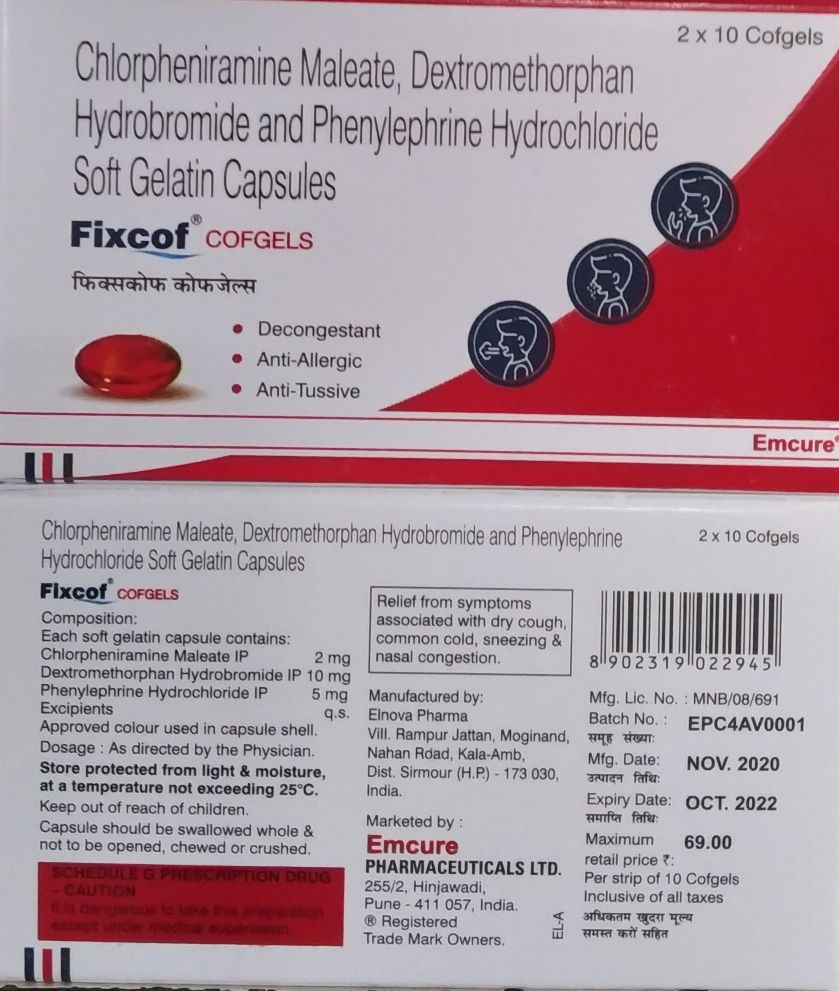 2 x 10 Cofgels
Chlorpheniramine Maleate, Dextromethorphan
Hydrobromide and Phenylephrine Hydrochloride
Soft Gelatin Capsules
Fixcof® COFGELS
फिक्सकोफ कोफजेल्स
• Decongestant
• Anti-Allergic
• Anti-Tussive
Emcure®
Chlorpheniramine Maleate, Dextromethorphan Hydrobromide and Phenylephrine
Hydrochloride Soft Gelatin Capsules
2 x 10 Cofgels
Fixcof® COFGELS
Composition:
Each soft gelatin capsule contains:
Chlorpheniramine Maleate IP 2 mg
Dextromethorphan Hydrobromide IP 10 mg
Phenylephrine Hydrochloride IP 5 mg
Excipients q.s.
Approved colour used in capsule shell.
Dosage : As directed by the Physician.
Store protected from light & moisture,
at a temperature not exceeding 25°C.
Keep out of reach of children.
Capsule should be swallowed whole &
not to be opened, chewed or crushed.
SCHEDULE G PRESCRIPTION DRUG
- CAUTION
It is dangerous to take this preparation
except under medical supervision.
Relief from symptoms
associated with dry cough,
common cold, sneezing &
nasal congestion.
Manufactured by:
Elnova Pharma
Vill. Rampur Jattan, Moginand,
Nahan Road, Kala-Amb,
Dist. Sirmour (H.P.) - 173 030,
India.
Marketed by :
Emcure
PHARMACEUTICALS LTD.
255/2, Hinjawadi,
Pune - 411 057, India.
® Registered
Trade Mark Owners.
EL-A
8 902319 022945
Mfg. Lic. No. : MNB/08/691
Batch No. : EPC4AV0001
समूह संख्याः
Mfg. Date: NOV. 2020
उत्पादन तिथिः
Expiry Date: OCT. 2022
समाप्ति तिथिः
Maximum 69.00
retail price ₹:
Per strip of 10 Cofgels
Inclusive of all taxes
अधिकतम खुदरा मूल्य
समस्त करों सहित